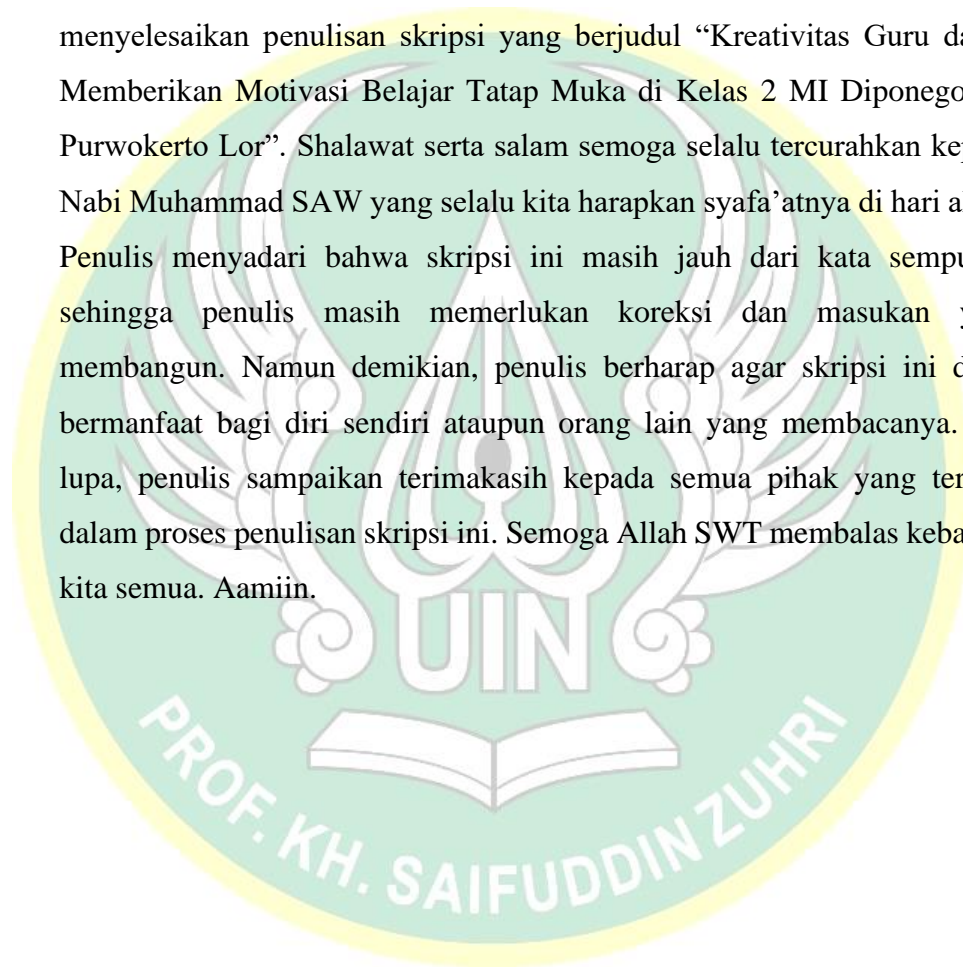 menyelesaikan penulisan skripsi yang berjudul “Kreativitas Guru da
Memberikan Motivasi Belajar Tatap Muka di Kelas 2 MI Diponego
Purwokerto Lor”. Shalawat serta salam semoga selalu tercurahkan kep
Nabi Muhammad SAW yang selalu kita harapkan syafa’atnya di hari a
Penulis menyadari bahwa skripsi ini masih jauh dari kata sempu
sehingga penulis masih memerlukan koreksi dan masukan y
membangun. Namun demikian, penulis berharap agar skripsi ini d
bermanfaat bagi diri sendiri ataupun orang lain yang membacanya.
lupa, penulis sampaikan terimakasih kepada semua pihak yang ter
dalam proses penulisan skripsi ini. Semoga Allah SWT membalas keba
kita semua. Aamiin.
UIN
PROF. KH. SAIFUDDIN ZUHRI